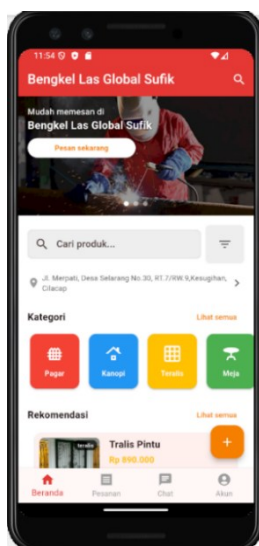 11:54
Bengkel Las Global Sufik
Mudah memesan di
Bengkel Las Global Sufik
Pesan sekarang
Cari produk...
Jl. Merpati, Desa Selarang No.30, RT.7/RW.9,Kesugihan,
Cilacap
Kategori
Lihat semua
Pagar
Kanopi
Teralis
Meja
Rekomendasi
Lihat semua
teralis
Tralis Pintu
Rp 890.000
+
Beranda
Pesanan
Chat
Akun